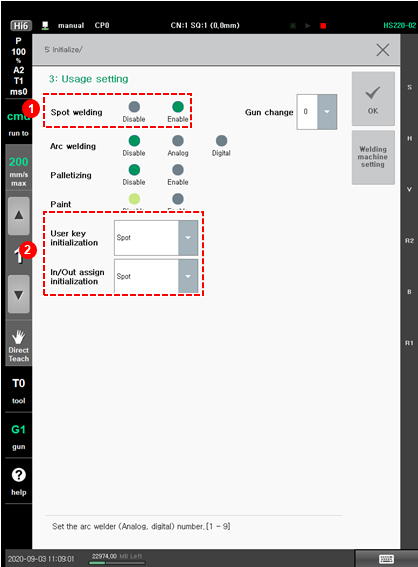 Hi6 manual CP0 CN:1 SQ:1 (0,0mm) HS220-02
P
100
%
A2
T1
ms0
5: Initialize/
3: Usage setting
1
cmd
run to
Spot welding Disable Enable Gun change 0 OK
Arc welding Disable Analog Digital
Welding
machine
setting
200
mm/s
max
Palletizing Disable Enable
Paint
2
1
User key
initialization Spot
In/Out assign
initialization Spot
Direct
Teach
T0
tool
G1
gun
help
S
H
V
R2
B
R1
Set the arc welder (Analog, digital) number.[1 - 9]
2020-09-03 11:09:01 22974,00 MB Left